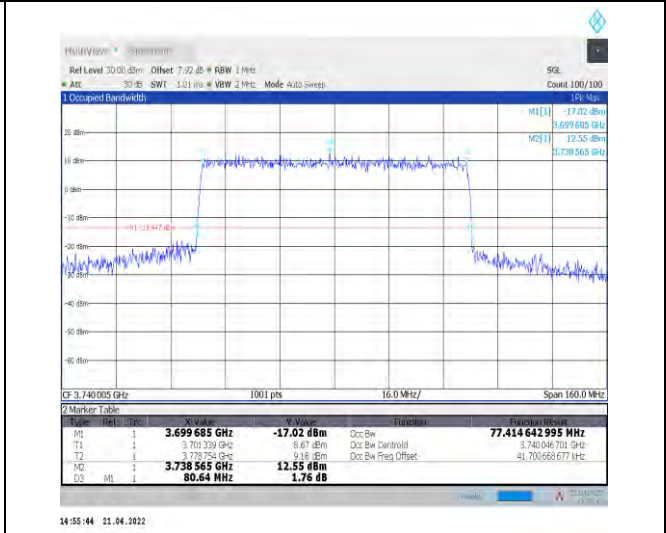 MultiView Spectrum
Ref Level 30.00 dBm Offset 7.92 dB RBW 1 MHz SGL
Att 30 dB SWT 1.01 ms VBW 2 MHz Mode Auto Sweep Count 100/100
1 Occupied Bandwidth 1Pk Max
M1[1] -17.02 dBm
3.699 685 GHz
M2[1] 12.55 dBm
3.738 565 GHz
20 dBm
10 dBm
0 dBm
-10 dBm
-20 dBm
-30 dBm
-40 dBm
-50 dBm
-60 dBm
CF 3.740 005 GHz 1001 pts 16.0 MHz/ Span 160.0 MHz
2 Marker Table
Type Ref Trc X-Value Y-Value Function Function Result
M1 1 3.699 685 GHz -17.02 dBm Occ Bw 77.414 642 995 MHz
T1 1 3.701 339 GHz 8.67 dBm Occ Bw Centroid 3.740 046 701 GHz
T2 1 3.778 754 GHz 9.18 dBm Occ Bw Freq Offset 41.700 668 677 kHz
M2 1 3.738 565 GHz 12.55 dBm
D3 M1 1 80.64 MHz 1.76 dB
14:55:44 21.04.2022